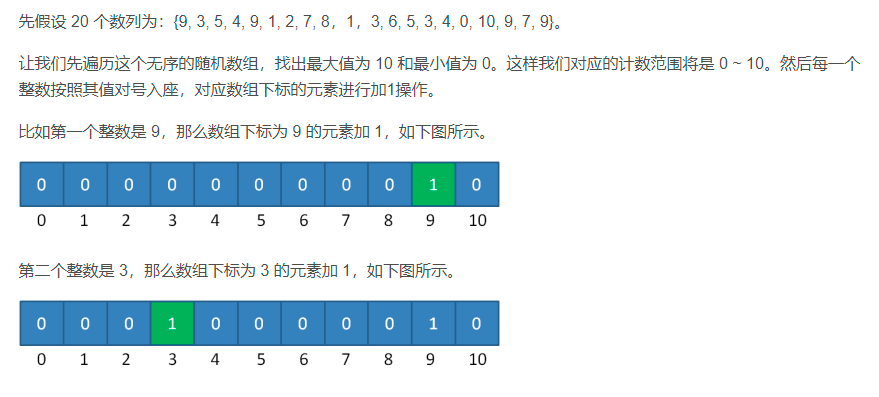 先假设 20 个数列为：{9, 3, 5, 4, 9, 1, 2, 7, 8，1，3, 6, 5, 3, 4, 0, 10, 9, 7, 9}。
让我们先遍历这个无序的随机数组，找出最大值为 10 和最小值为 0。这样我们对应的计数范围将是 0 ~ 10。然后每一个
整数按照其值对号入座，对应数组下标的元素进行加1操作。
比如第一个整数是 9，那么数组下标为 9 的元素加 1，如下图所示。
0 0 0 0 0 0 0 0 0 1 0
0 1 2 3 4 5 6 7 8 9 10
第二个整数是 3，那么数组下标为 3 的元素加 1，如下图所示。
0 0 0 1 0 0 0 0 0 1 0
0 1 2 3 4 5 6 7 8 9 10